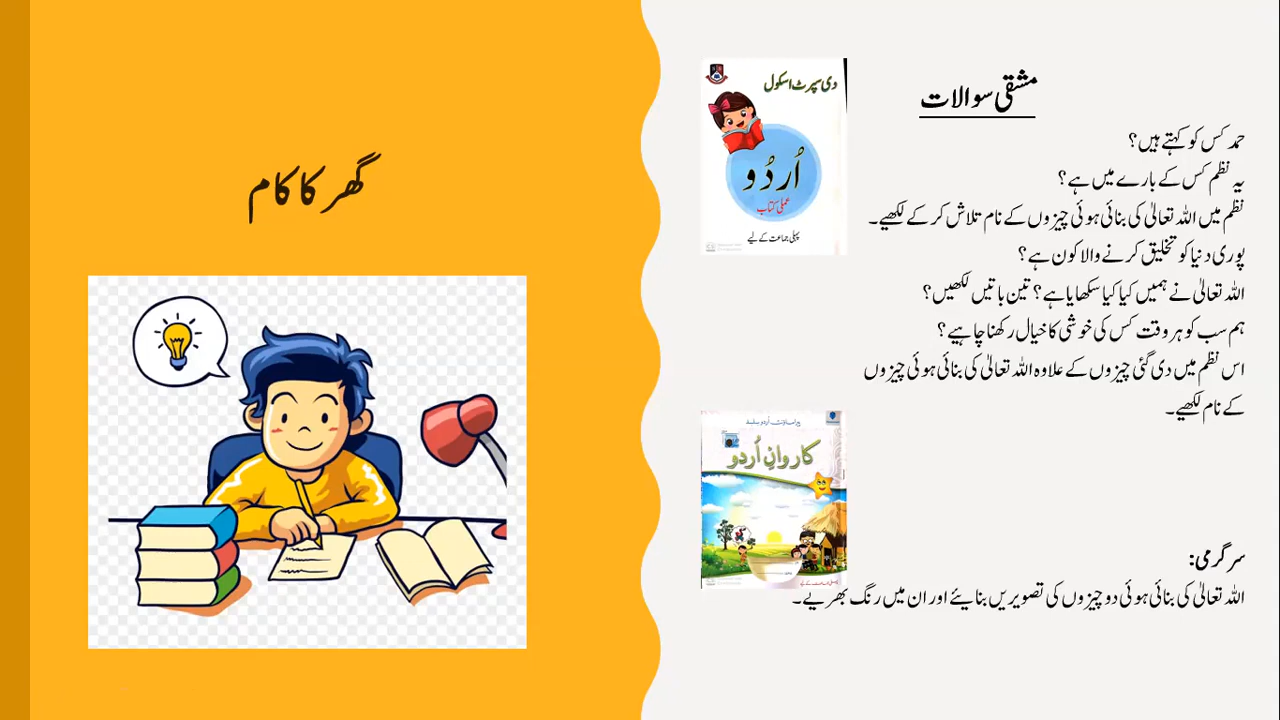 گھر کا کام
مشقی سوالات
حمد کس کو کہتے ہیں؟
یہ نظم کس کے بارے میں ہے؟
نظم میں اللہ تعالیٰ کی بنائی ہوئی چیزوں کے نام تلاش کر کے لکھیے۔
پوری دنیا کو تخلیق کرنے والا کون ہے؟
اللہ تعالیٰ نے ہمیں کیا کیا سکھایا ہے؟ تین باتیں لکھیں؟
ہم سب کو ہر وقت کس کی خوشی کا خیال رکھنا چاہیے؟
اس نظم میں دی گئی چیزوں کے علاوہ اللہ تعالیٰ کی بنائی ہوئی چیزوں
کے نام لکھیے۔
سرگرمی:
اللہ تعالیٰ کی بنائی ہوئی دو چیزوں کی تصویریں بنایئے اور ان میں رنگ بھریے۔
دی سپرٹ اسکول
اُردُو
عملی کتاب
پہلی جماعت کے لیے
پیراماؤنٹ اُردو سلسلہ
کاروانِ اُردو